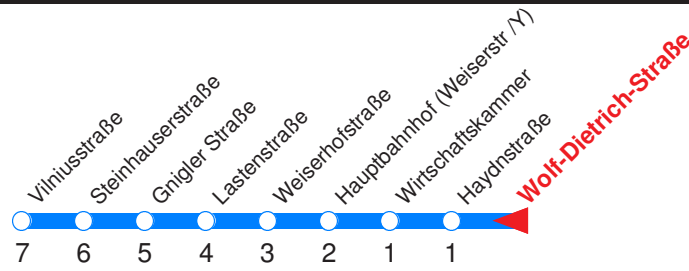 Vilniusstraße
Steinhauserstraße
Gnigler Straße
Lastenstraße
Weiserhofstraße
Hauptbahnhof (Weiserstr /Y)
Wirtschaftskammer
Haydnstraße
Wolf-Dietrich-Straße
7 6 5 4 3 2 1 1